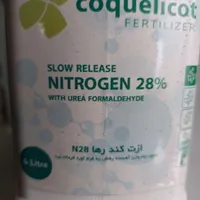 coquelicot
FERTILIZER
SLOW RELEASE
NITROGEN 28%
WITH UREA FORMALDEHYDE
ازت کند رها N28